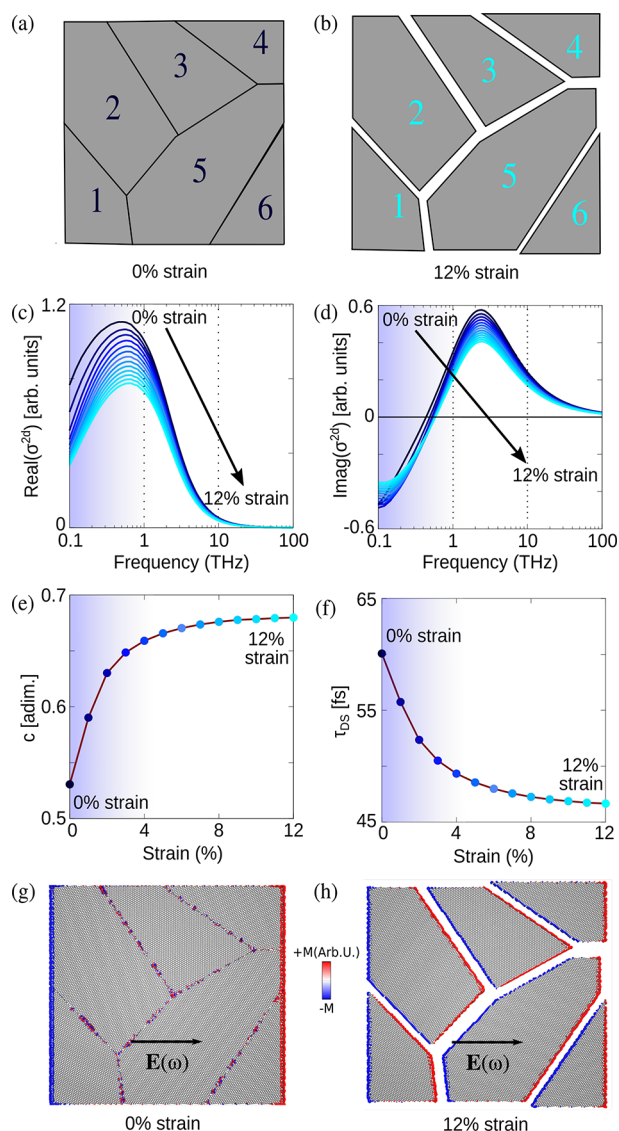 (a)
1
2
3
4
5
6
0% strain
(b)
1
2
3
4
5
6
12% strain
(c)
Real(σ²ᵈ) [arb. units]
1.2
0
0% strain
12% strain
0.1
1
10
100
Frequency (THz)
(d)
Imag(σ²ᵈ) [arb. units]
0.6
0
-0.6
0% strain
12% strain
0.1
1
10
100
Frequency (THz)
(e)
c [adim.]
0.7
0.6
0.5
12%
strain
0% strain
0
4
8
12
Strain (%)
(f)
τDS [fs]
65
55
45
0% strain
12%
strain
0
4
8
12
Strain (%)
(g)
E(ω)
0% strain
(h)
+M(Arb.U.)
-M
E(ω)
12% strain